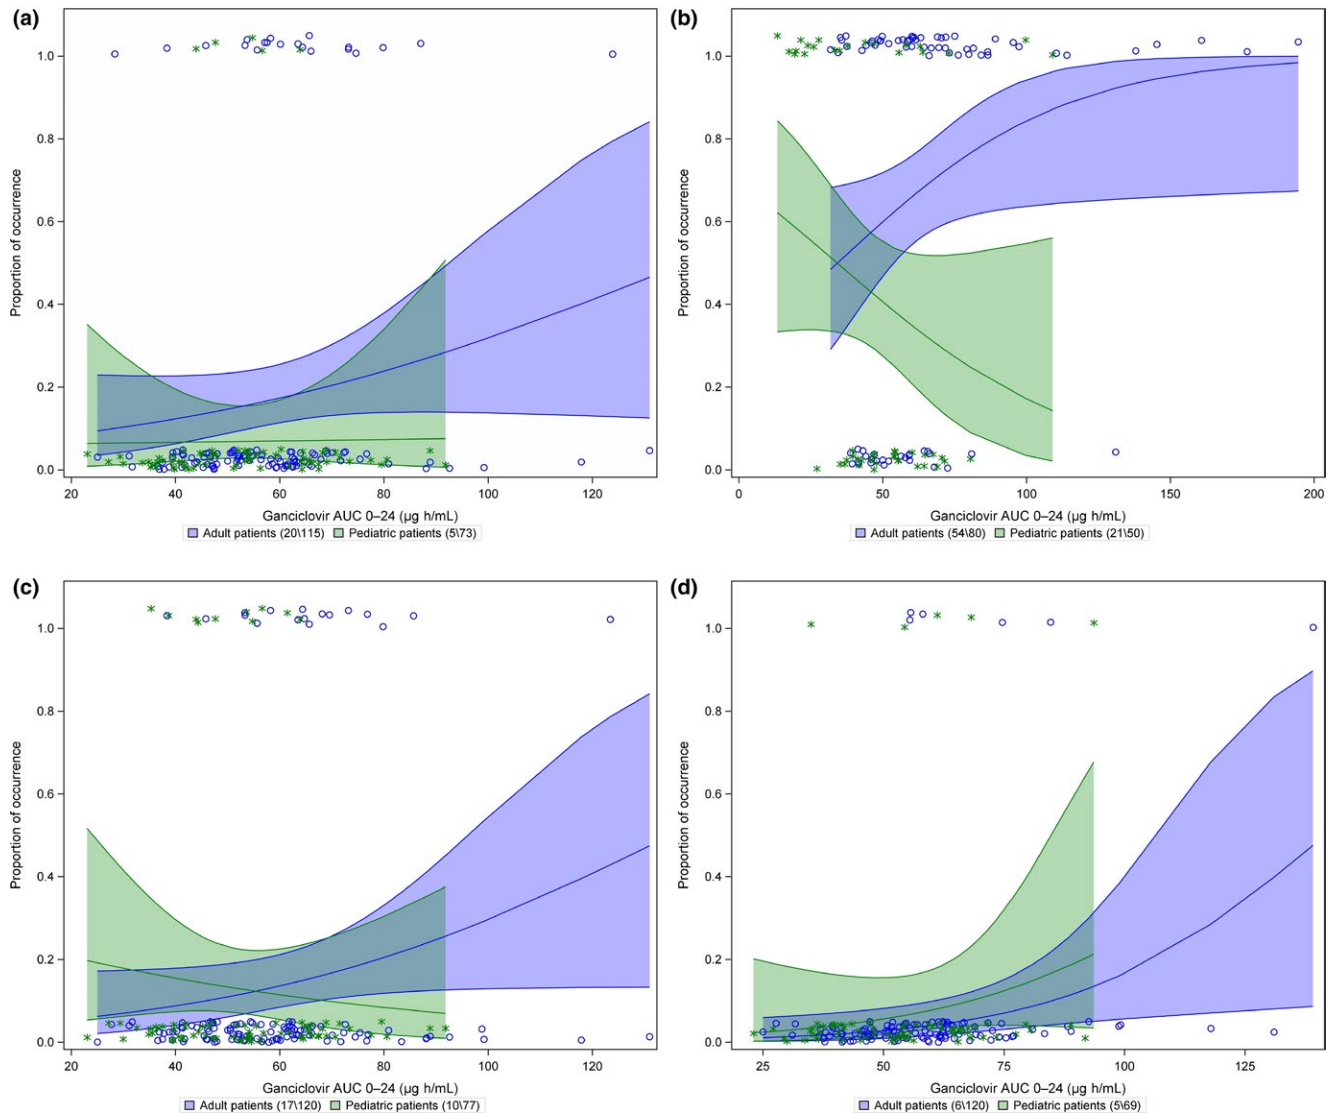 (a)
1.0
0.8
0.6
0.4
0.2
0.0
Proportion of occurrence
20 40 60 80 100 120
Ganciclovir AUC 0–24 (µg h/mL)
Adult patients (20\115) Pediatric patients (5\73)
(b)
1.0
0.8
0.6
0.4
0.2
0.0
Proportion of occurrence
0 50 100 150 200
Ganciclovir AUC 0–24 (µg h/mL)
Adult patients (54\80) Pediatric patients (21\50)
(c)
1.0
0.8
0.6
0.4
0.2
0.0
Proportion of occurrence
20 40 60 80 100 120
Ganciclovir AUC 0–24 (µg h/mL)
Adult patients (17\120) Pediatric patients (10\77)
(d)
1.0
0.8
0.6
0.4
0.2
0.0
Proportion of occurrence
25 50 75 100 125
Ganciclovir AUC 0–24 (µg h/mL)
Adult patients (6\120) Pediatric patients (5\69)